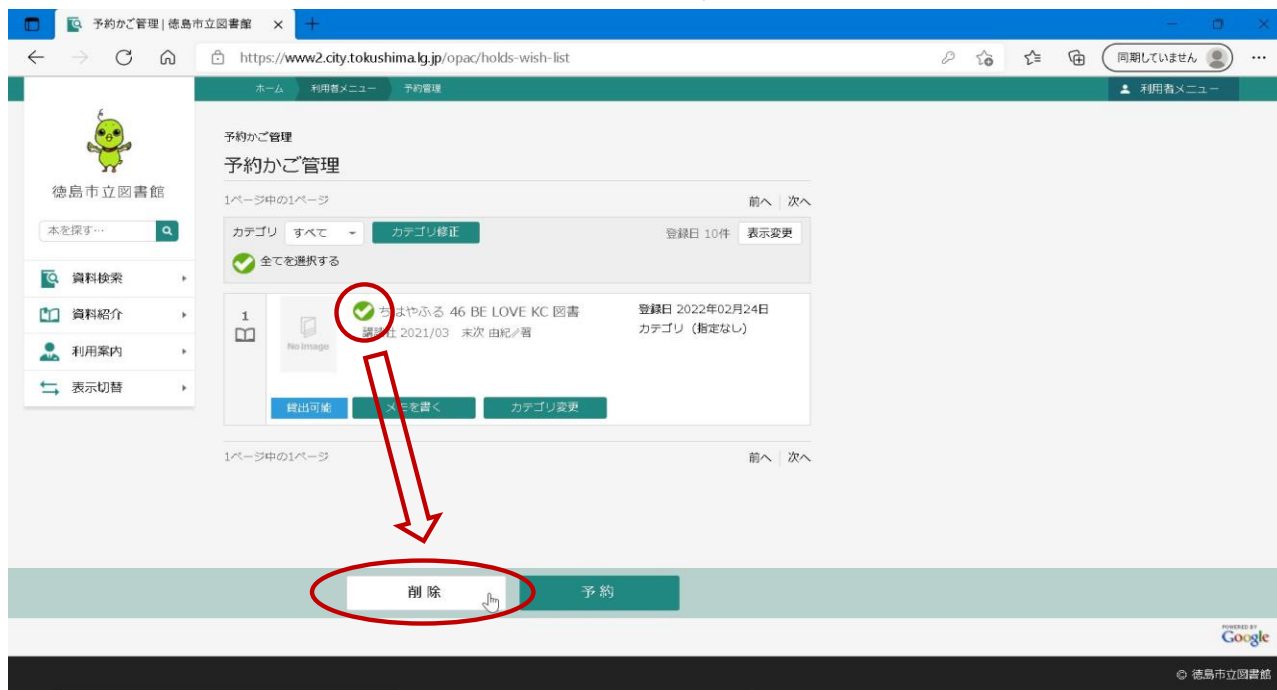 予約かご管理 | 徳島市立図書館
https://www2.city.tokushima.lg.jp/opac/holds-wish-list
同期していません
ホーム 利用者メニュー 予約管理
利用者メニュー
徳島市立図書館
本を探す…
資料検索
資料紹介
利用案内
表示切替
予約かご管理
予約かご管理
1ページ中の1ページ 前へ 次へ
カテゴリ すべて カテゴリ修正 登録日 10件 表示変更
全てを選択する
1 ちはやふる 46 BE LOVE KC 図書 登録日 2022年02月24日
No image 講談社 2021/03 末次 由紀/著 カテゴリ (指定なし)
貸出可能 メモを書く カテゴリ変更
1ページ中の1ページ 前へ 次へ
削除 予約
POWERED BY
Google
© 徳島市立図書館